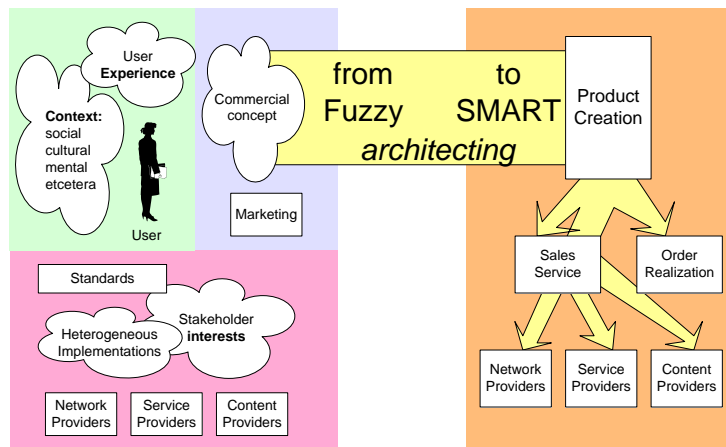 User
Experience
Context:
social
cultural
mental
etcetera
User
Commercial
concept
Marketing
from to
Fuzzy SMART
architecting
Product
Creation
Sales
Service
Order
Realization
Network
Providers
Service
Providers
Content
Providers
Standards
Stakeholder
interests
Heterogeneous
Implementations
Network
Providers
Service
Providers
Content
Providers